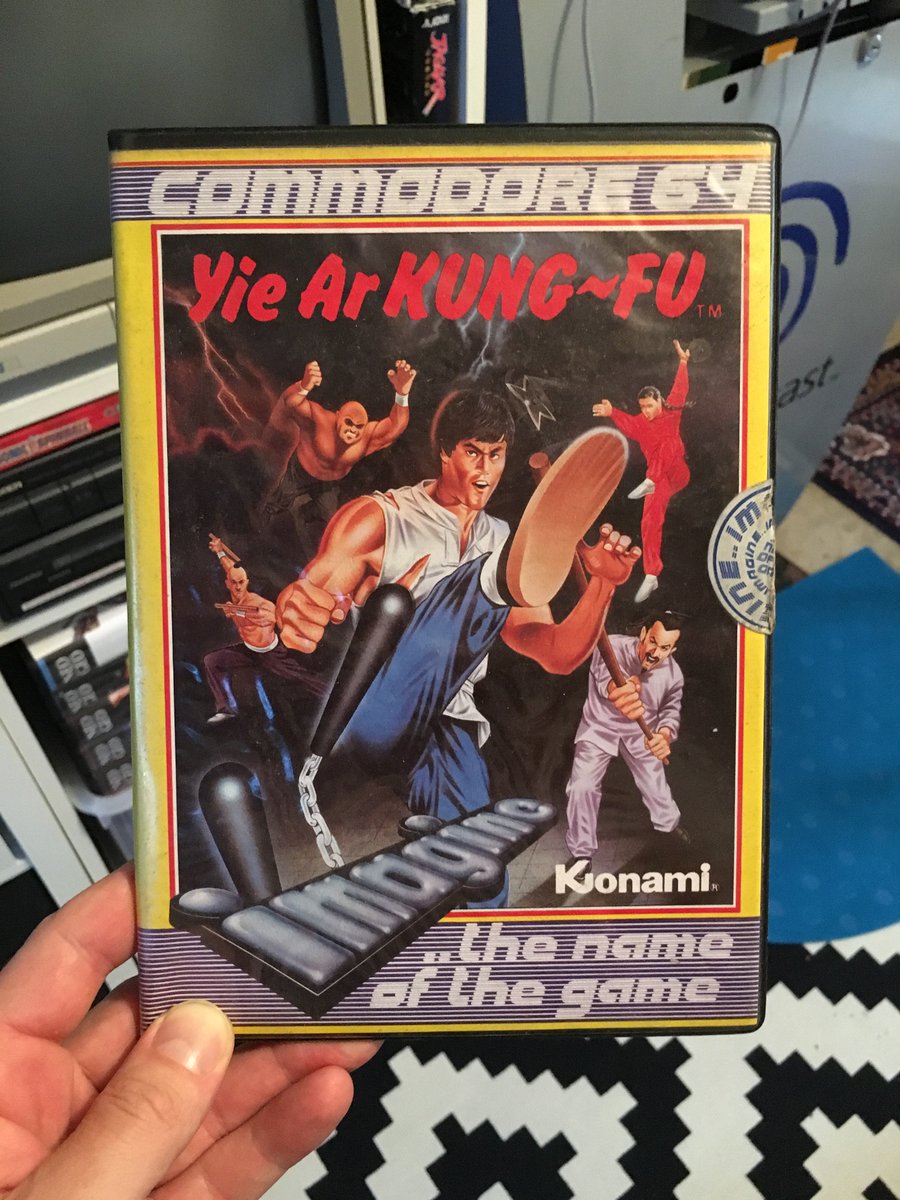 COMMODORE 64
Yie Ar KUNG~FU TM
imagine
Konami
..the name
of the game